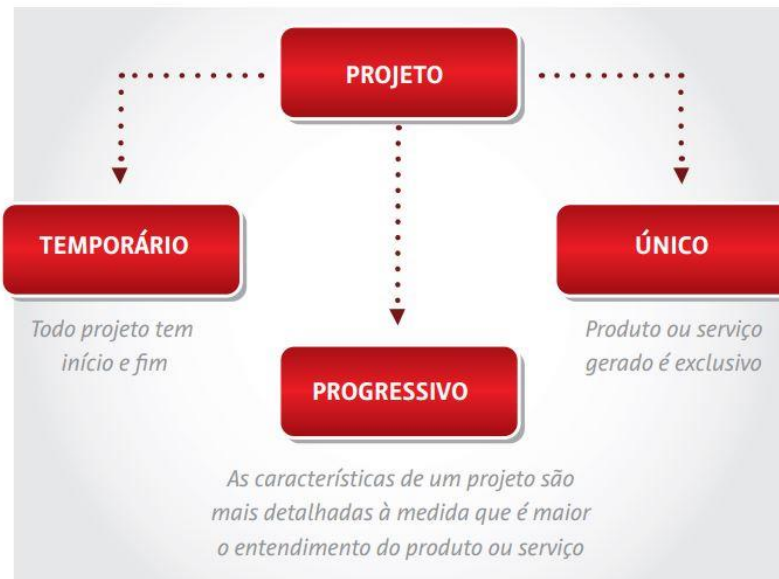 PROJETO
TEMPORÁRIO
Todo projeto tem
início e fim
ÚNICO
Produto ou serviço
gerado é exclusivo
PROGRESSIVO
As características de um projeto são
mais detalhadas à medida que é maior
o entendimento do produto ou serviço